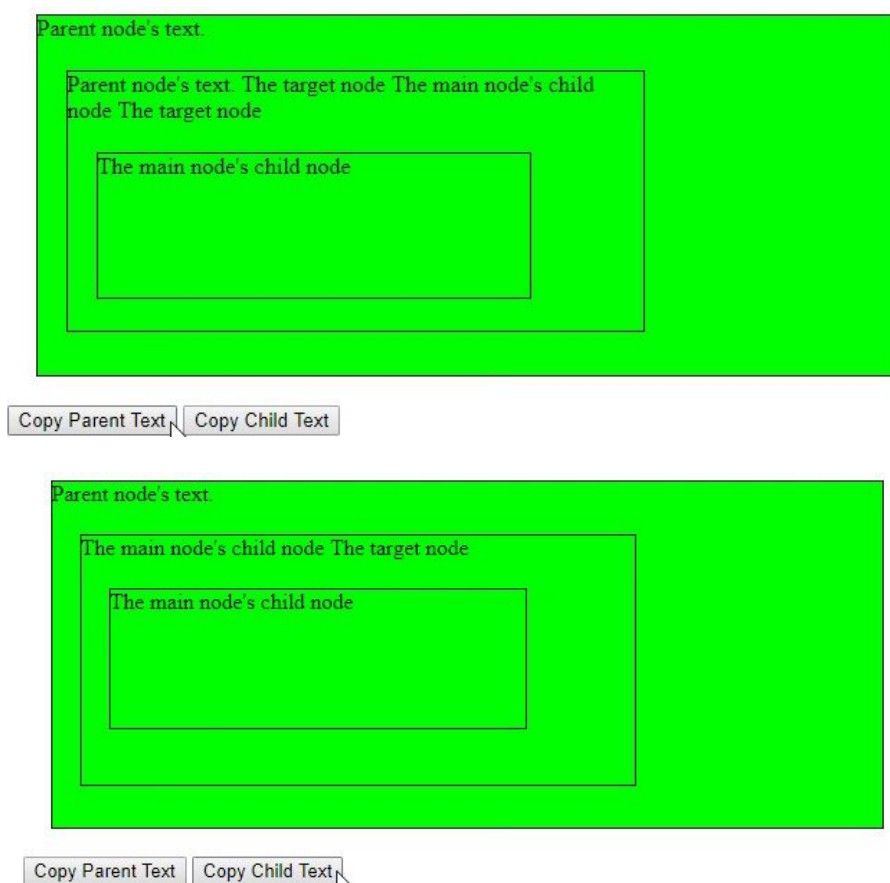 Parent node's text.
Parent node's text. The target node The main node's child
node The target node
The main node's child node
Copy Parent Text Copy Child Text
Parent node's text.
The main node's child node The target node
The main node's child node
Copy Parent Text Copy Child Text